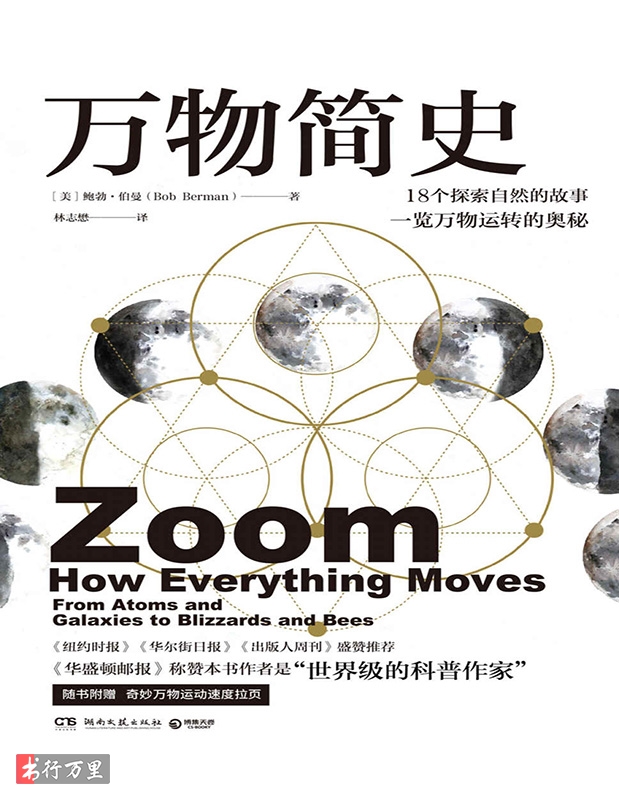 万物简史
[美]鲍勃·伯曼(Bob Berman)——著
林志懋——译
18个探索自然的故事
一览万物运转的奥秘
Zoom
How Everything Moves
From Atoms and
Galaxies to Blizzards and Bees
《纽约时报》《华尔街日报》《出版人周刊》盛赞推荐
《华盛顿邮报》称赞本书作者是“世界级的科普作家”
随书附赠 奇妙万物运动速度拉页
湖南文艺出版社
博集天卷
CS-BOOKY
书行万里